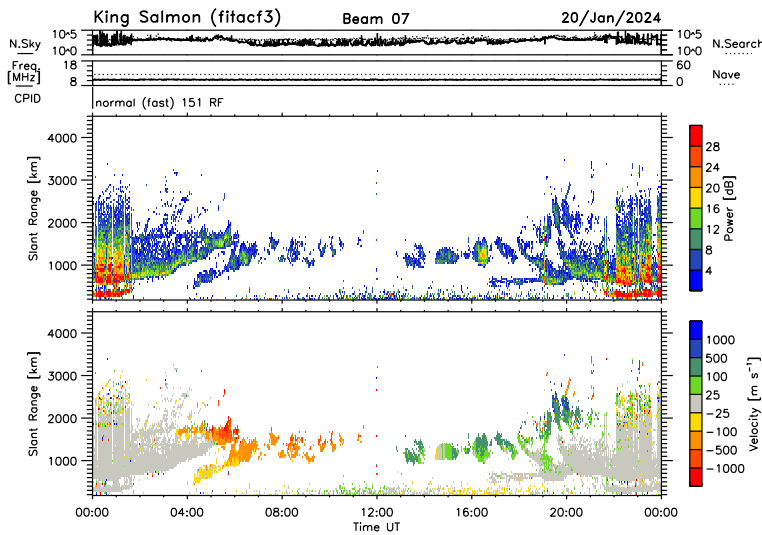 King Salmon (fitacf3) Beam 07 20/Jan/2024
N.Sky 10+5 10+0 10+5 10+0 N.Search
Freq. [MHz] 18 8 60 0 Nave
CPID normal (fast) 151 RF
Slant Range [km] 4000 3000 2000 1000
Power [dB] 28 24 20 16 12 8 4
Slant Range [km] 4000 3000 2000 1000
Velocity [m s⁻¹] 1000 500 100 25 −25 −100 −500 −1000
00:00 04:00 08:00 12:00 16:00 20:00 00:00
Time UT